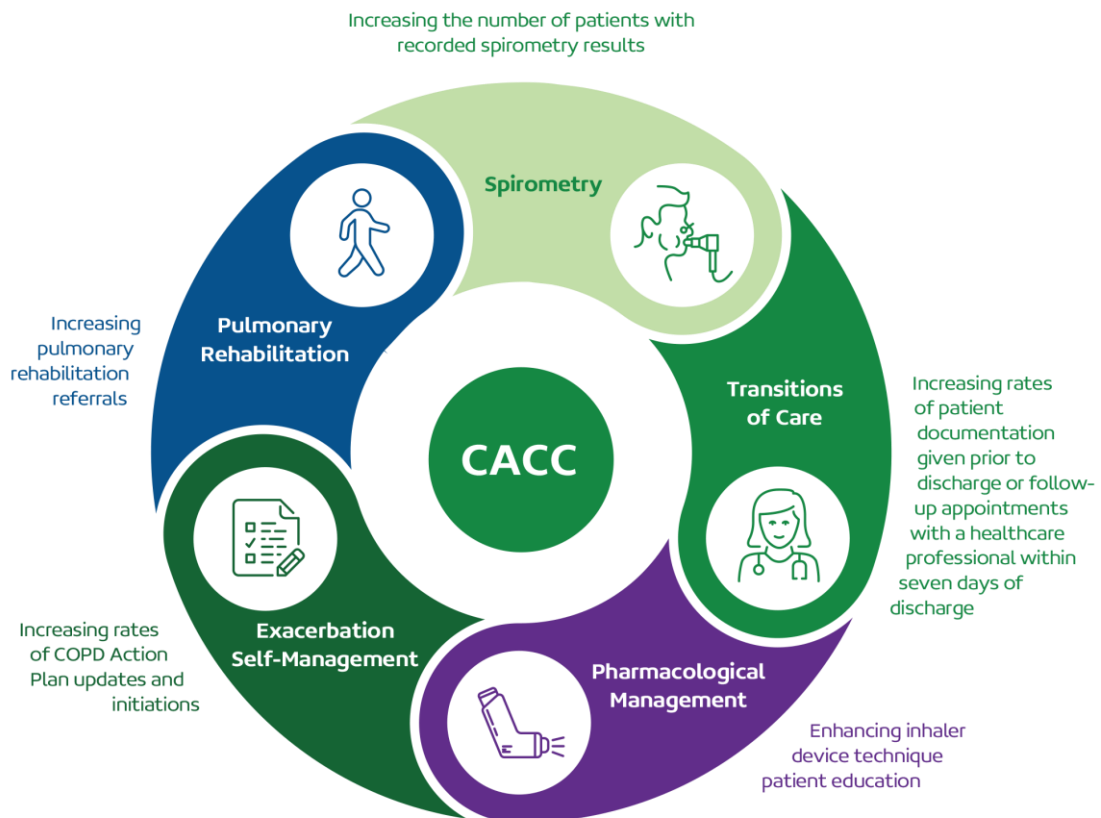 Increasing the number of patients with
recorded spirometry results
Spirometry
Transitions
of Care
Increasing rates
of patient
documentation
given prior to
discharge or follow-
up appointments
with a healthcare
professional within
seven days of
discharge
Pharmacological
Management
Enhancing inhaler
device technique
patient education
Exacerbation
Self-Management
Increasing rates
of COPD Action
Plan updates and
initiations
Pulmonary
Rehabilitation
Increasing
pulmonary
rehabilitation
referrals
CACC